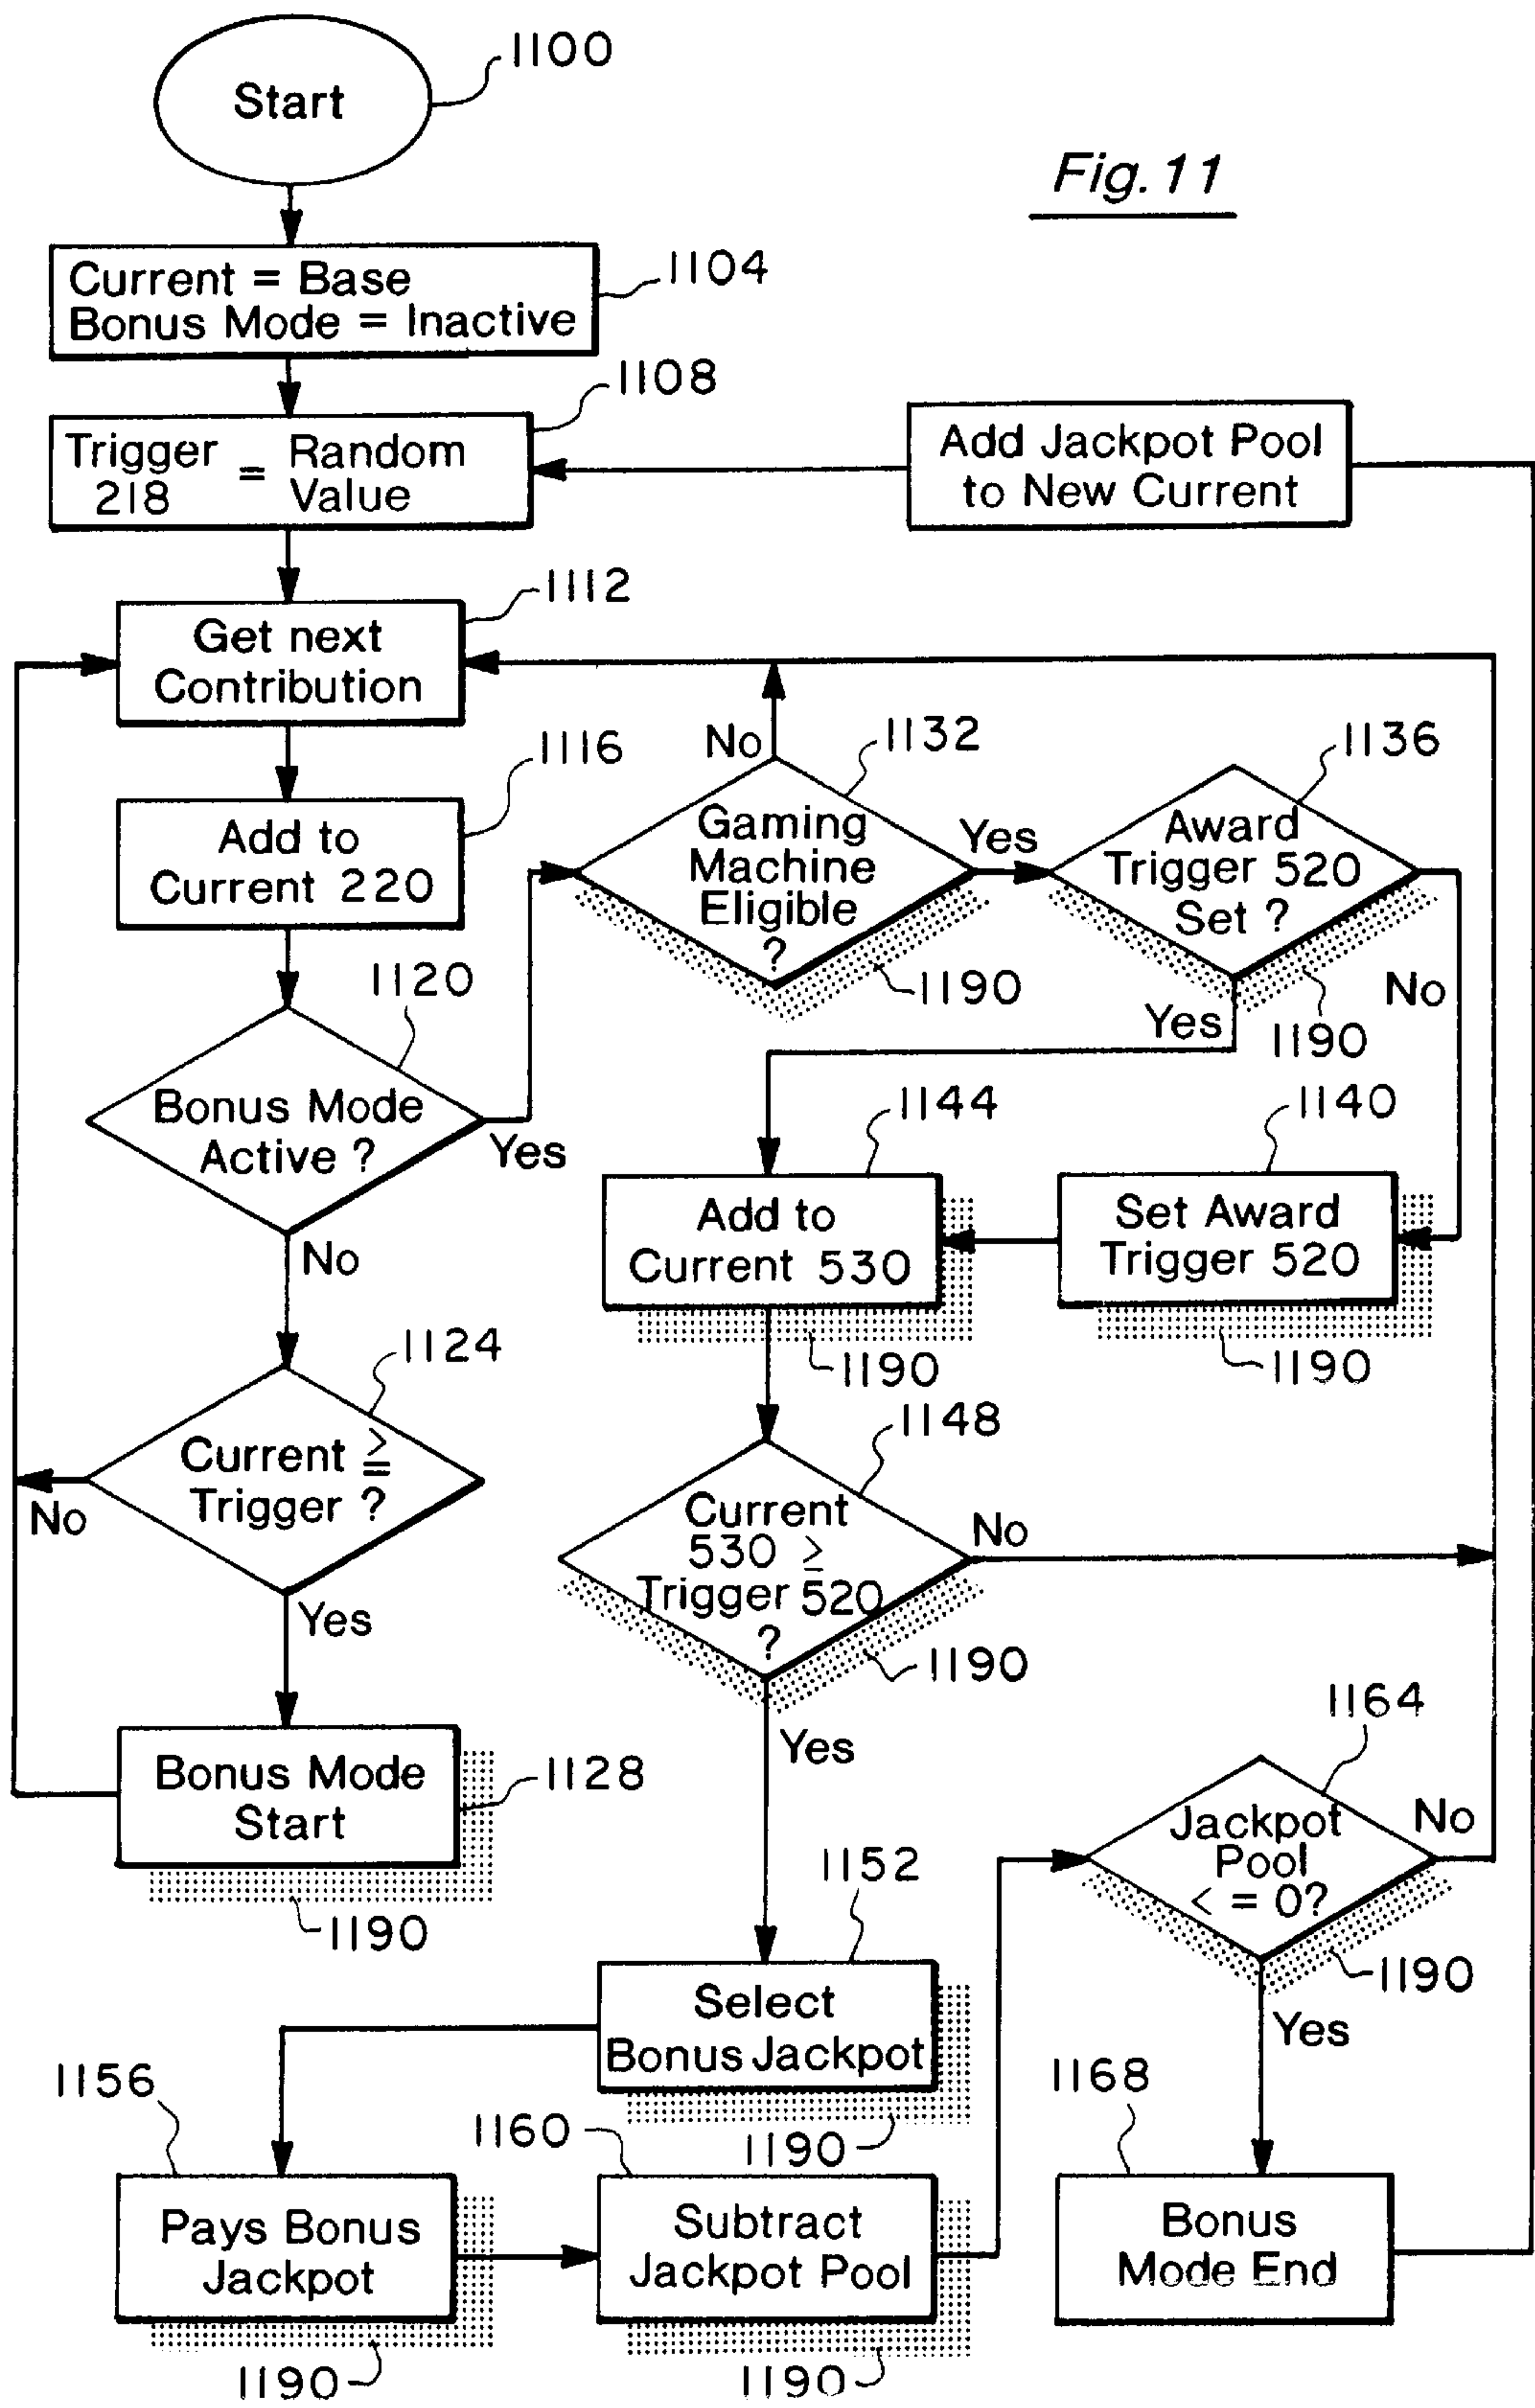 1100
Start
Fig. 11
1104
Current = Base
Bonus Mode = Inactive
1108
Trigger 218 = Random Value
Add Jackpot Pool
to New Current
1112
Get next
Contribution
1116
Add to
Current 220
No
1132
Gaming
Machine
Eligible
?
Yes
1190
1136
Award
Trigger 520
Set ?
1190
No
Yes
1120
Bonus Mode
Active ?
Yes
No
1144
Add to
Current 530
1190
1140
Set Award
Trigger 520
1190
1124
Current ≧
Trigger ?
No
Yes
1148
Current
530 ≥
Trigger 520
?
No
1190
Yes
1128
Bonus Mode
Start
1190
1164
Jackpot
Pool
< = 0?
No
1190
Yes
1152
Select
Bonus Jackpot
1190
1156
Pays Bonus
Jackpot
1190
1160
Subtract
Jackpot Pool
1190
1168
Bonus
Mode End